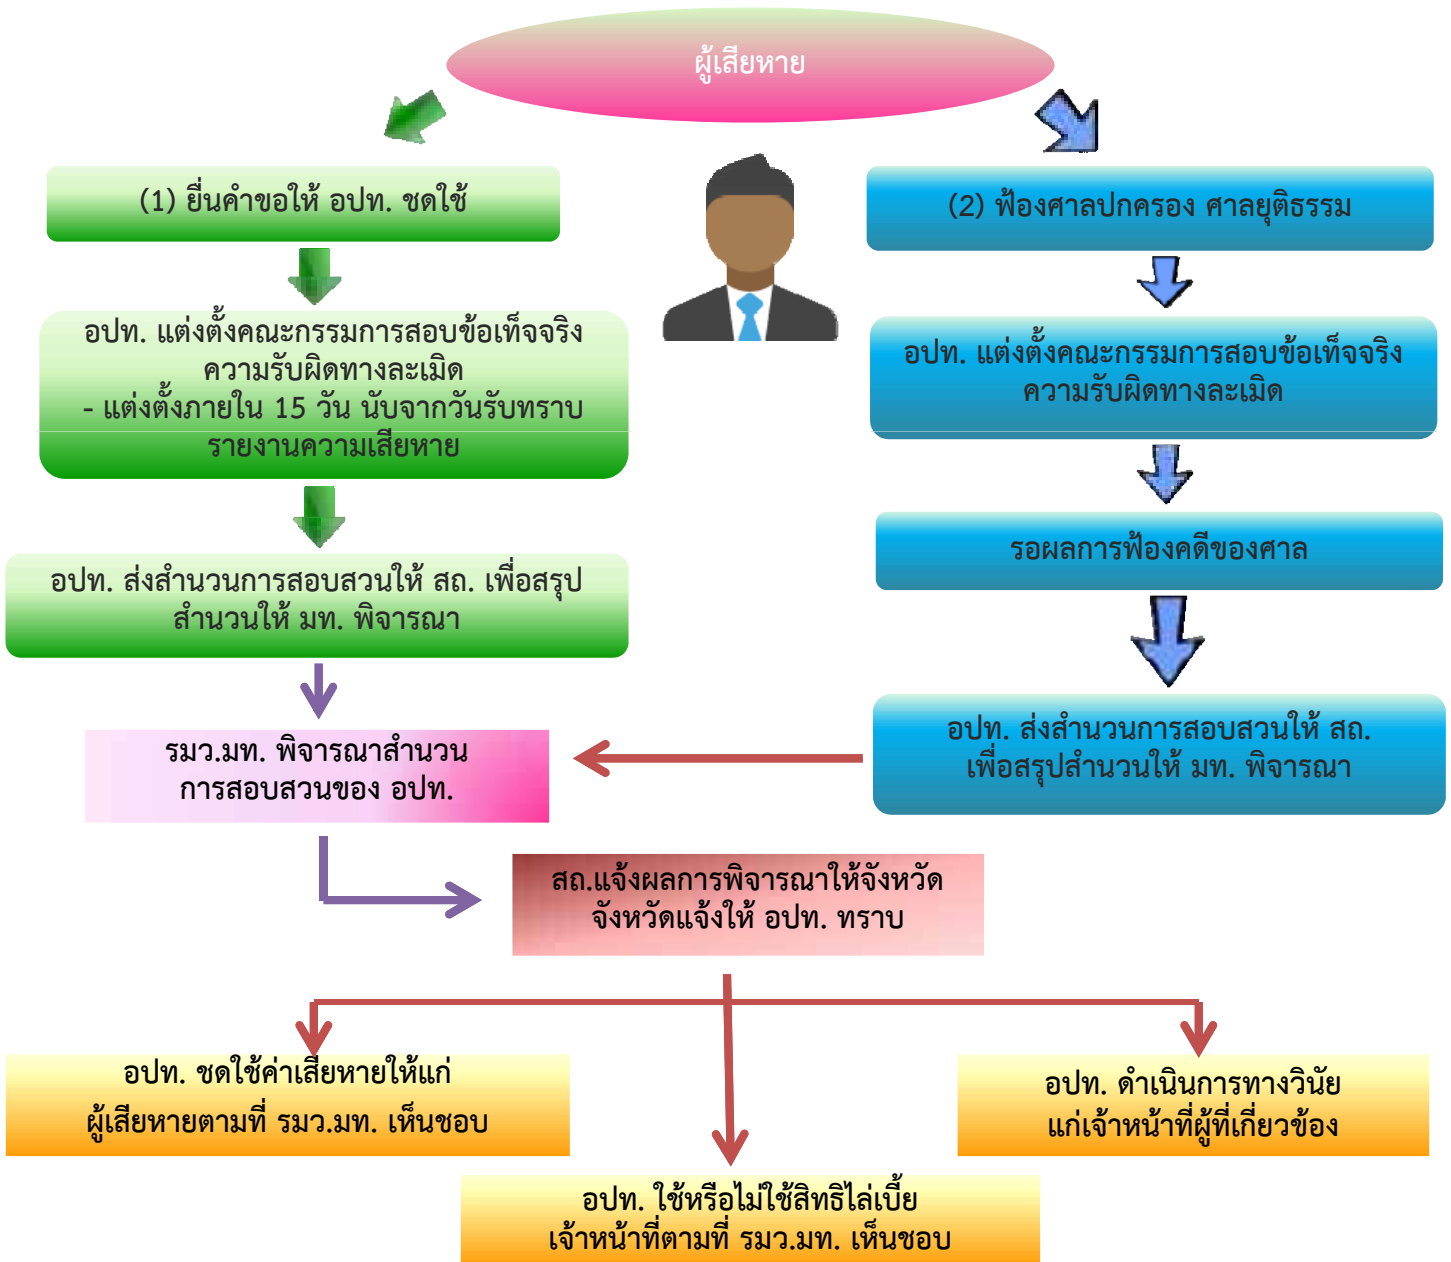 ผู้เสียหาย
(1) ยื่นคำขอให้ อปท. ชดใช้
อปท. แต่งตั้งคณะกรรมการสอบข้อเท็จจริง
ความรับผิดทางละเมิด
- แต่งตั้งภายใน 15 วัน นับจากวันรับทราบ
รายงานความเสียหาย
อปท. ส่งสำนวนการสอบสวนให้ สถ. เพื่อสรุป
สำนวนให้ มท. พิจารณา
(2) ฟ้องศาลปกครอง ศาลยุติธรรม
อปท. แต่งตั้งคณะกรรมการสอบข้อเท็จจริง
ความรับผิดทางละเมิด
รอผลการฟ้องคดีของศาล
อปท. ส่งสำนวนการสอบสวนให้ สถ.
เพื่อสรุปสำนวนให้ มท. พิจารณา
รมว.มท. พิจารณาสำนวน
การสอบสวนของ อปท.
สถ.แจ้งผลการพิจารณาให้จังหวัด
จังหวัดแจ้งให้ อปท. ทราบ
อปท. ชดใช้ค่าเสียหายให้แก่
ผู้เสียหายตามที่ รมว.มท. เห็นชอบ
อปท. ใช้หรือไม่ใช้สิทธิไล่เบี้ย
เจ้าหน้าที่ตามที่ รมว.มท. เห็นชอบ
อปท. ดำเนินการทางวินัย
แก่เจ้าหน้าที่ผู้ที่เกี่ยวข้อง